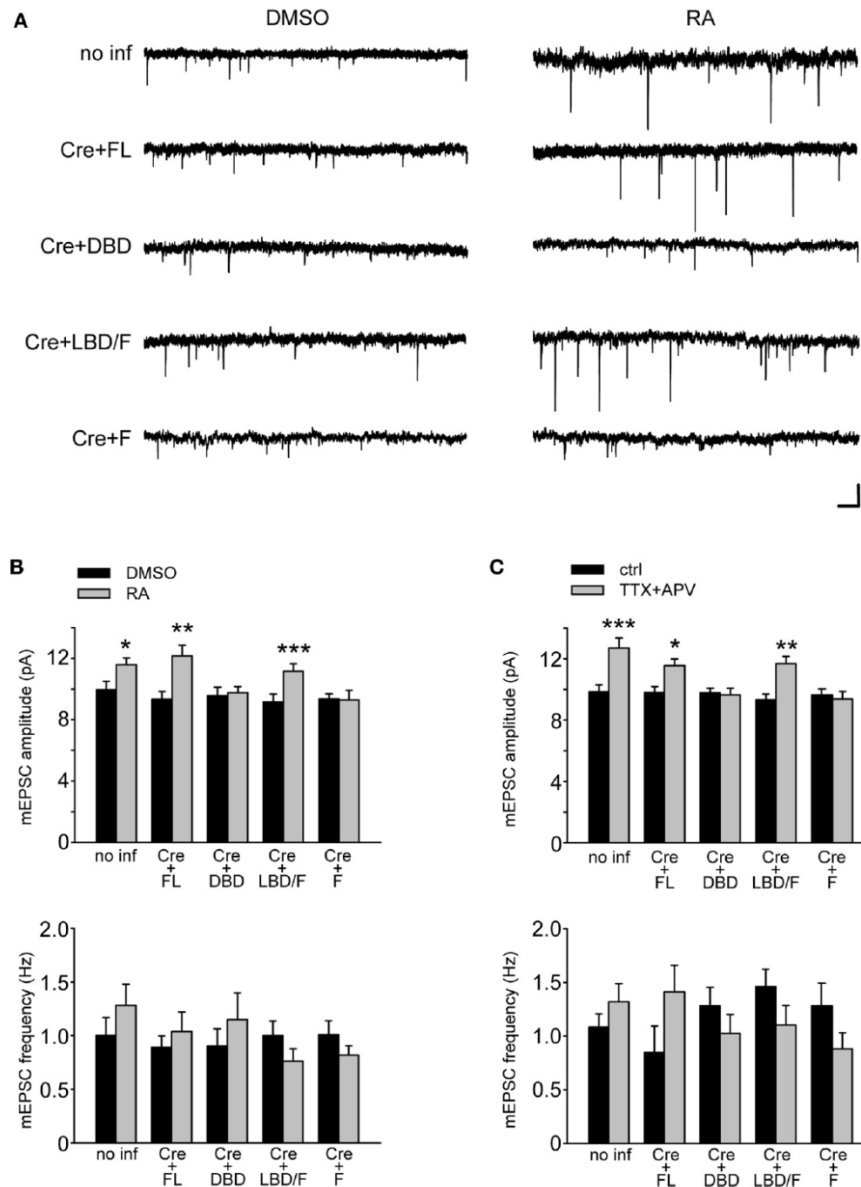 A
DMSO
RA
no inf
Cre+FL
Cre+DBD
Cre+LBD/F
Cre+F
B
DMSO
RA
mEPSC amplitude (pA)
12
8
4
0
*
**
***
no inf
Cre
+
FL
Cre
+
DBD
Cre
+
LBD/F
Cre
+
F
mEPSC frequency (Hz)
2.0
1.5
1.0
0.5
0
no inf
Cre
+
FL
Cre
+
DBD
Cre
+
LBD/F
Cre
+
F
C
ctrl
TTX+APV
mEPSC amplitude (pA)
12
8
4
0
***
*
**
no inf
Cre
+
FL
Cre
+
DBD
Cre
+
LBD/F
Cre
+
F
mEPSC frequency (Hz)
2.0
1.5
1.0
0.5
0
no inf
Cre
+
FL
Cre
+
DBD
Cre
+
LBD/F
Cre
+
F